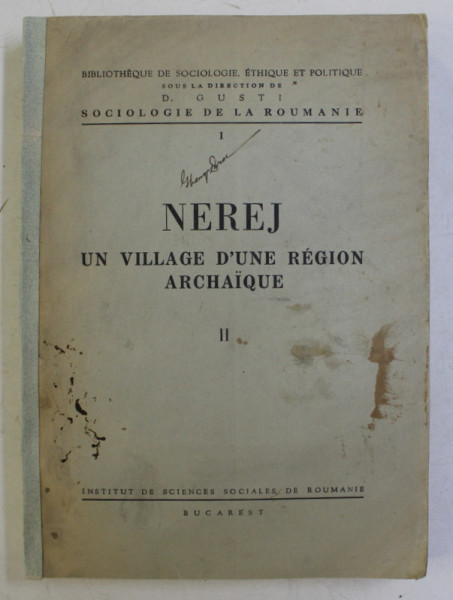 BIBLIOTHÈQUE DE SOCIOLOGIE, ÉTHIQUE ET POLITIQUE
SOUS LA DIRECTION DE
D. GUSTI
SOCIOLOGIE DE LA ROUMANIE
I
NEREJ
UN VILLAGE D'UNE RÉGION
ARCHAÏQUE
II
INSTITUT DE SCIENCES SOCIALES DE ROUMANIE
BUCAREST